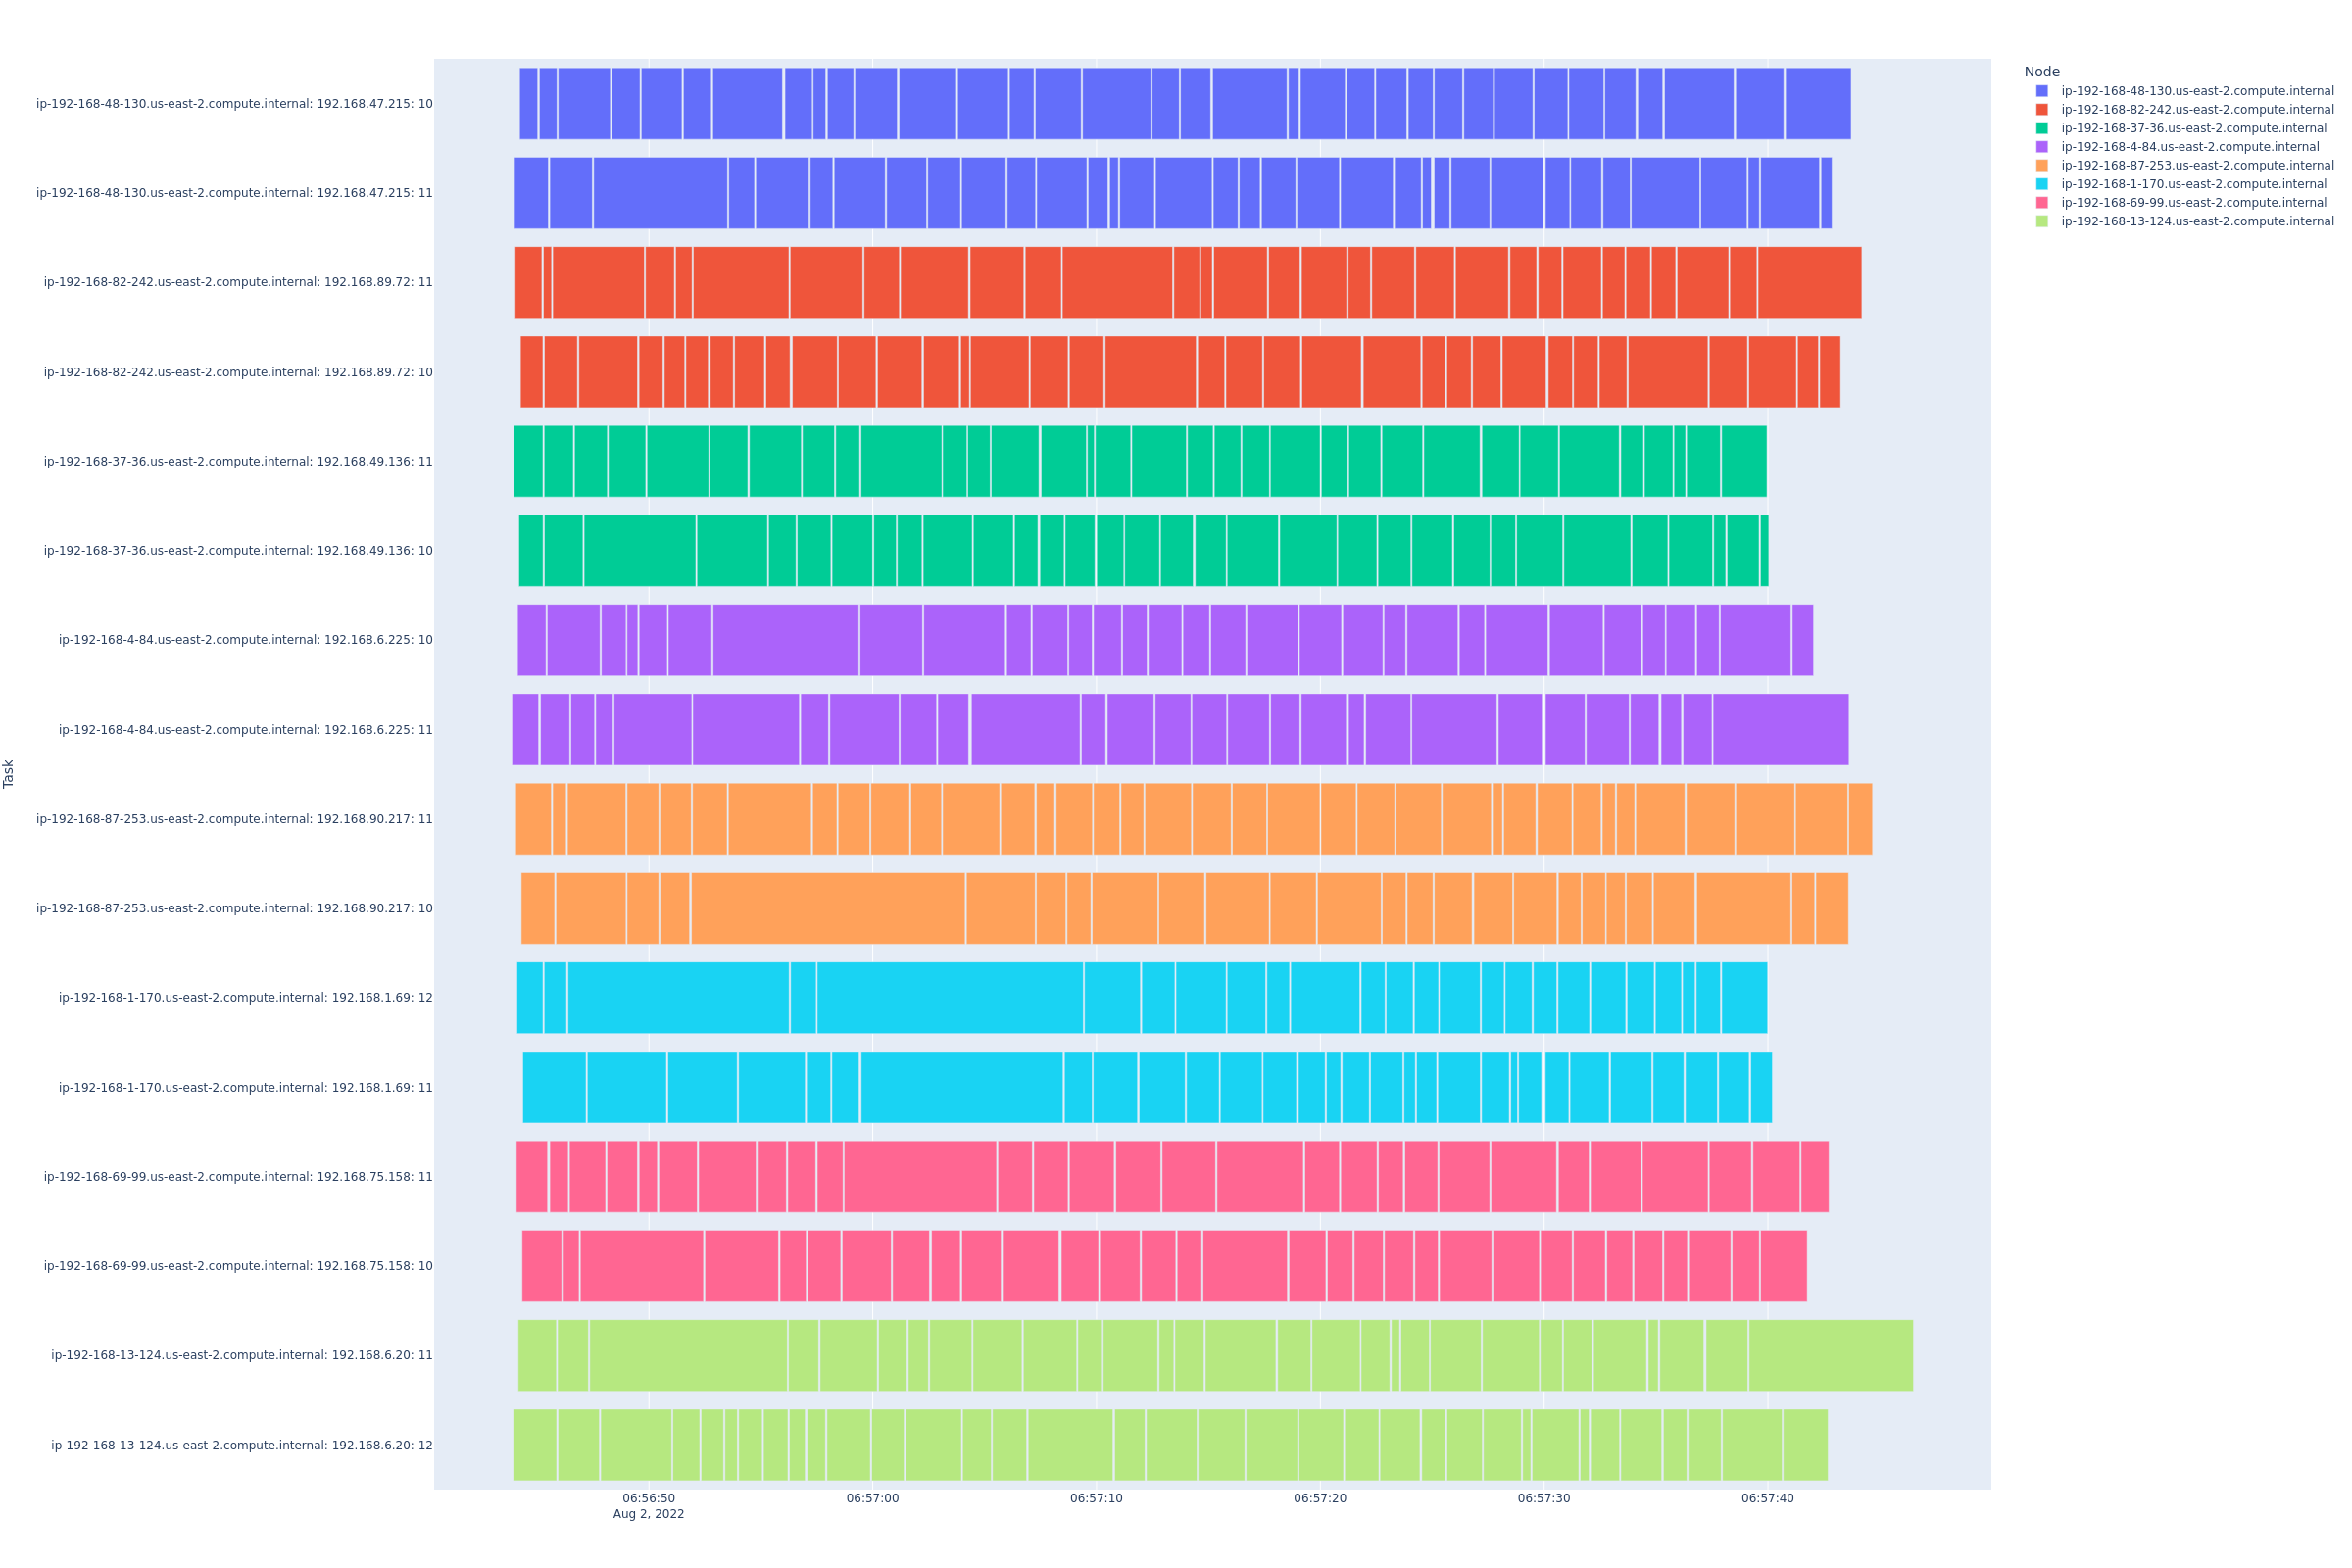 Task
ip-192-168-48-130.us-east-2.compute.internal: 192.168.47.215: 10
ip-192-168-48-130.us-east-2.compute.internal: 192.168.47.215: 11
ip-192-168-82-242.us-east-2.compute.internal: 192.168.89.72: 11
ip-192-168-82-242.us-east-2.compute.internal: 192.168.89.72: 10
ip-192-168-37-36.us-east-2.compute.internal: 192.168.49.136: 11
ip-192-168-37-36.us-east-2.compute.internal: 192.168.49.136: 10
ip-192-168-4-84.us-east-2.compute.internal: 192.168.6.225: 10
ip-192-168-4-84.us-east-2.compute.internal: 192.168.6.225: 11
ip-192-168-87-253.us-east-2.compute.internal: 192.168.90.217: 11
ip-192-168-87-253.us-east-2.compute.internal: 192.168.90.217: 10
ip-192-168-1-170.us-east-2.compute.internal: 192.168.1.69: 12
ip-192-168-1-170.us-east-2.compute.internal: 192.168.1.69: 11
ip-192-168-69-99.us-east-2.compute.internal: 192.168.75.158: 11
ip-192-168-69-99.us-east-2.compute.internal: 192.168.75.158: 10
ip-192-168-13-124.us-east-2.compute.internal: 192.168.6.20: 11
ip-192-168-13-124.us-east-2.compute.internal: 192.168.6.20: 12
06:56:50 06:57:00 06:57:10 06:57:20 06:57:30 06:57:40
Aug 2, 2022
Node
ip-192-168-48-130.us-east-2.compute.internal
ip-192-168-82-242.us-east-2.compute.internal
ip-192-168-37-36.us-east-2.compute.internal
ip-192-168-4-84.us-east-2.compute.internal
ip-192-168-87-253.us-east-2.compute.internal
ip-192-168-1-170.us-east-2.compute.internal
ip-192-168-69-99.us-east-2.compute.internal
ip-192-168-13-124.us-east-2.compute.internal